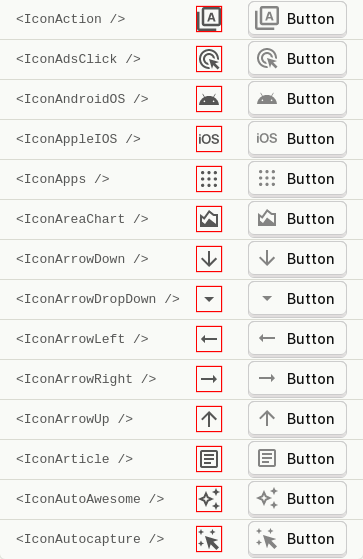 <IconAction /> A A Button
<IconAdsClick /> Button
<IconAndroidOS /> Button
<IconAppleIOS /> iOS iOS Button
<IconApps /> Button
<IconAreaChart /> Button
<IconArrowDown /> Button
<IconArrowDropDown /> Button
<IconArrowLeft /> Button
<IconArrowRight /> Button
<IconArrowUp /> Button
<IconArticle /> Button
<IconAutoAwesome /> Button
<IconAutocapture /> Button